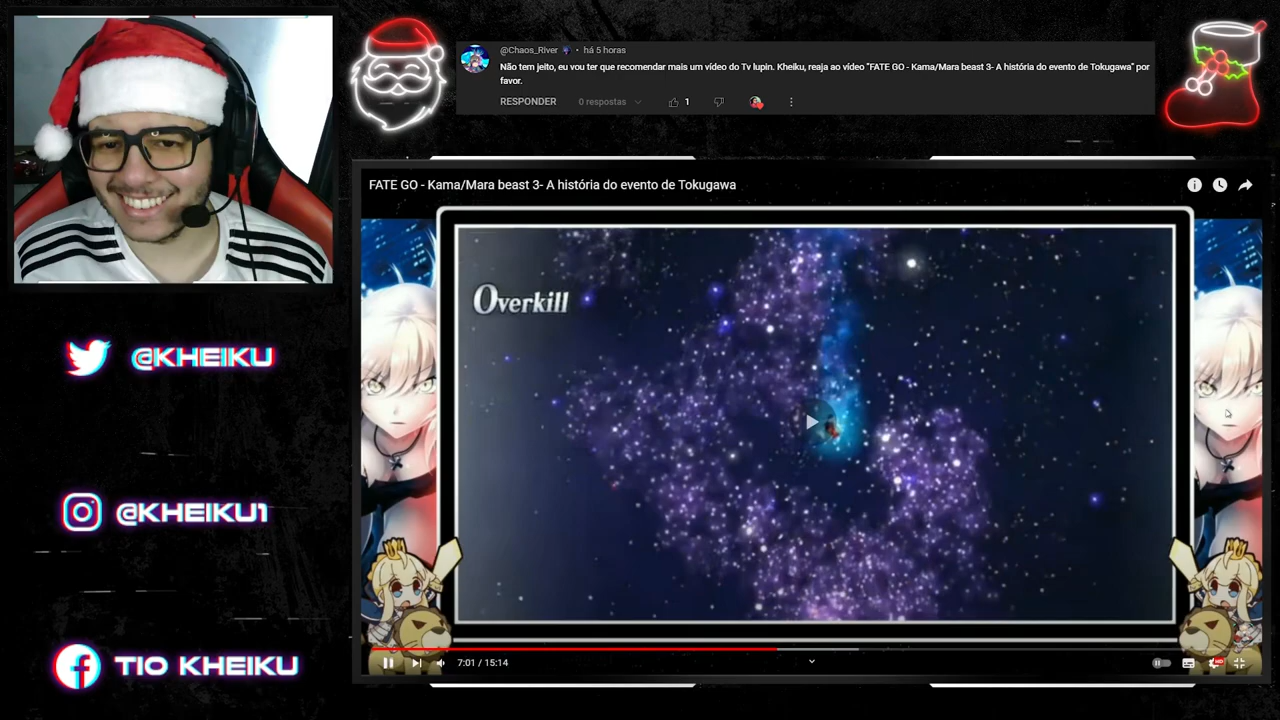 @Chaos_River • há 5 horas
Não tem jeito, eu vou ter que recomendar mais um vídeo do Tv lupin. Kheiku, reaja ao vídeo "FATE GO - Kama/Mara beast 3- A história do evento de Tokugawa" por
favor.
RESPONDER 0 respostas 1
FATE GO - Kama/Mara beast 3- A história do evento de Tokugawa
Overkill
@KHEIKU
@KHEIKU1
TIO KHEIKU
7:01 / 15:14
HD